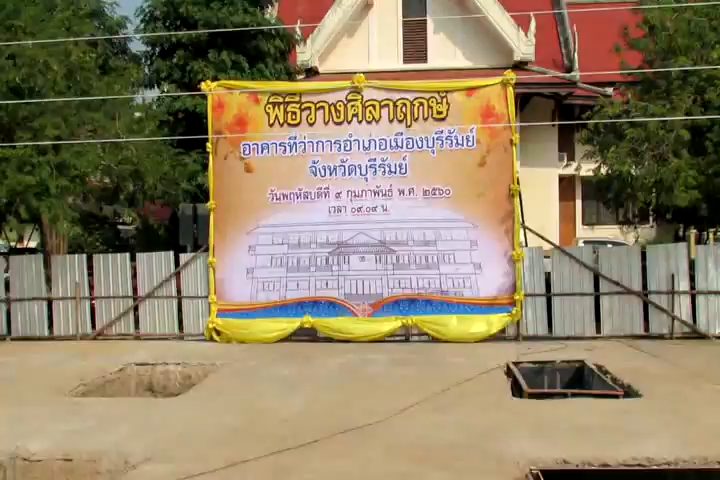 พิธีวางศิลาฤกษ์
อาคารที่ว่าการอำเภอเมืองบุรีรัมย์
จังหวัดบุรีรัมย์
วันพฤหัสบดีที่ ๙ กุมภาพันธ์ พ.ศ. ๒๕๖๐
เวลา ๐๙.๐๙ น.